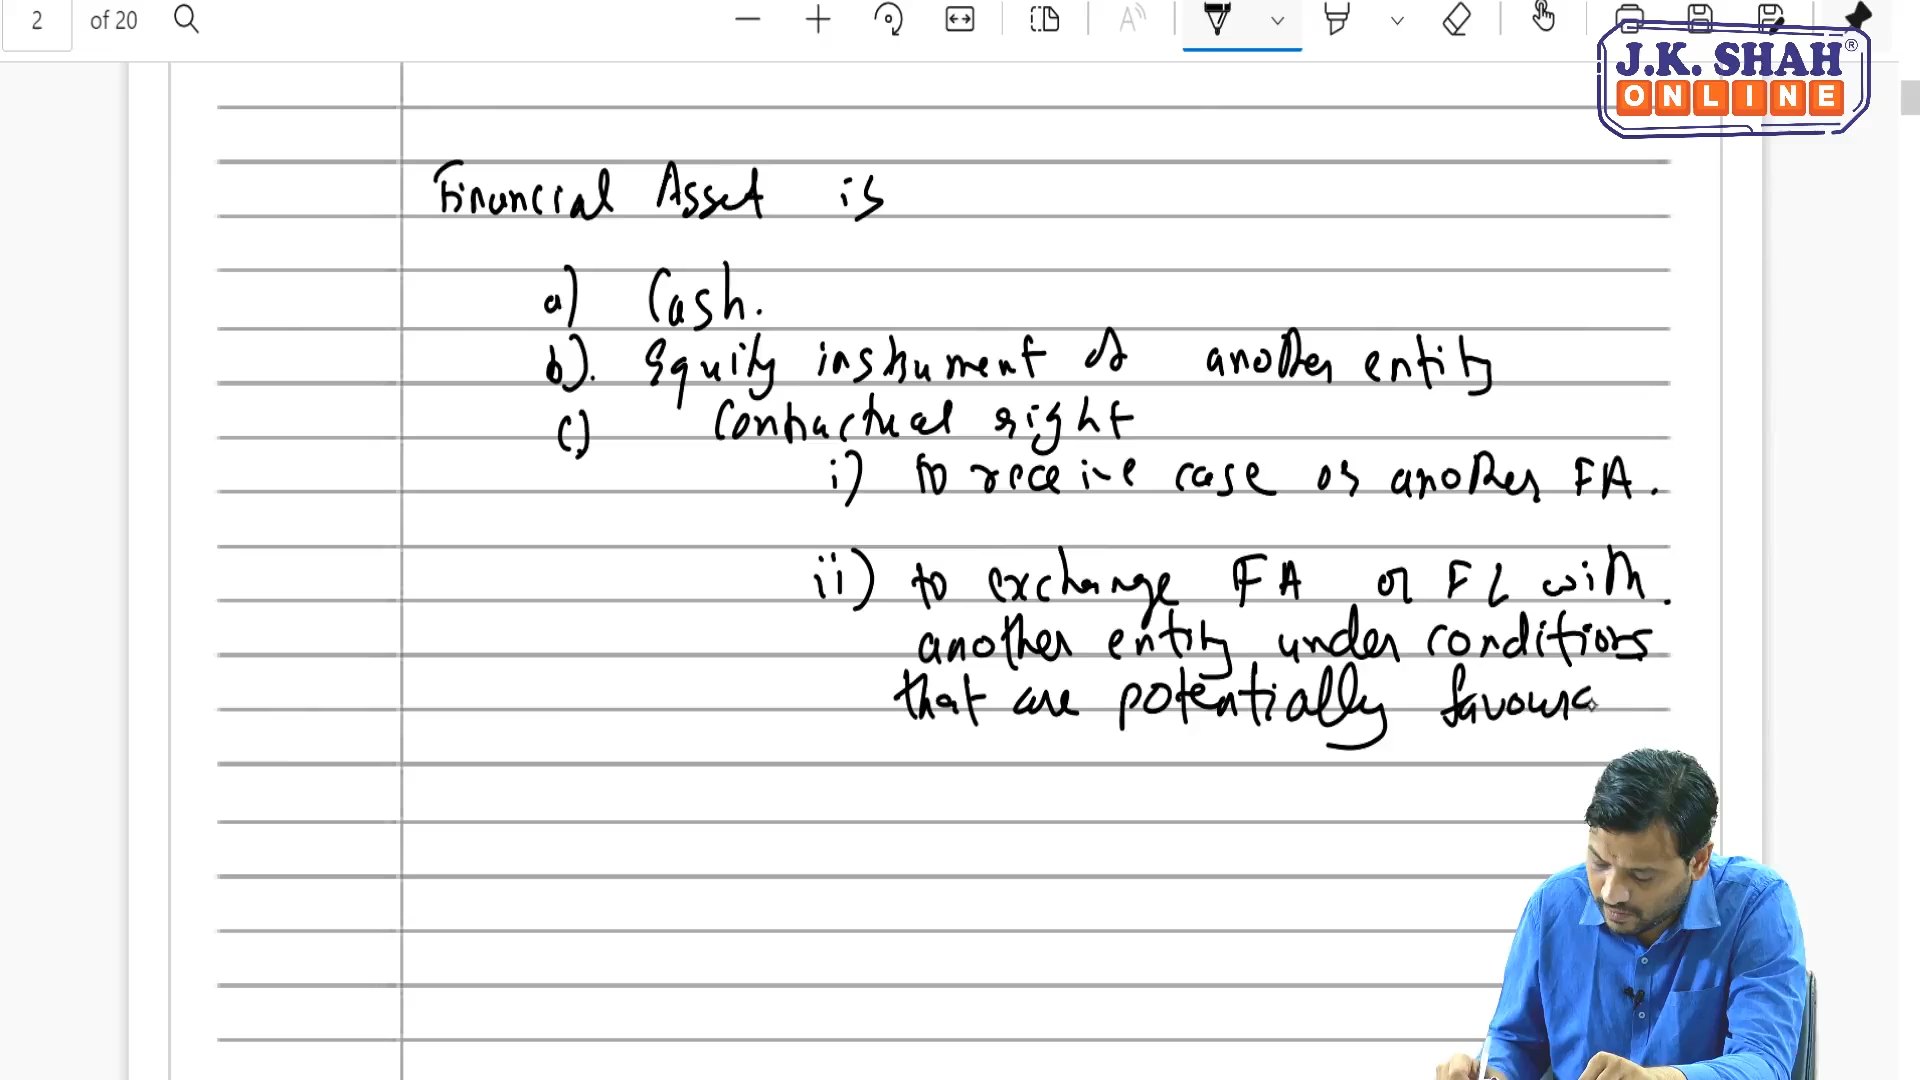 2 of 20
J.K. SHAH®
ONLINE
Financial Asset is
a) Cash.
b). Equity instrument of another entity
c) Contractual right
i) to receive case or another FA.
ii) to exchange FA or FL with
another entity under conditions
that are potentially favoura